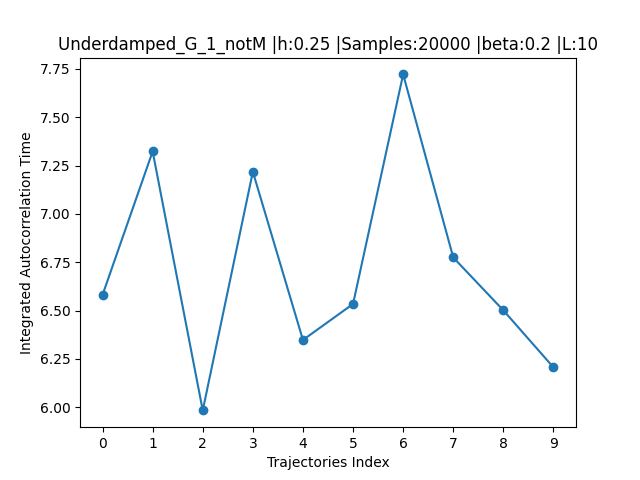 Underdamped_G_1_notM |h:0.25 |Samples:20000 |beta:0.2 |L:10
7.75
7.50
7.25
7.00
6.75
6.50
6.25
6.00
Integrated Autocorrelation Time
0 1 2 3 4 5 6 7 8 9
Trajectories Index